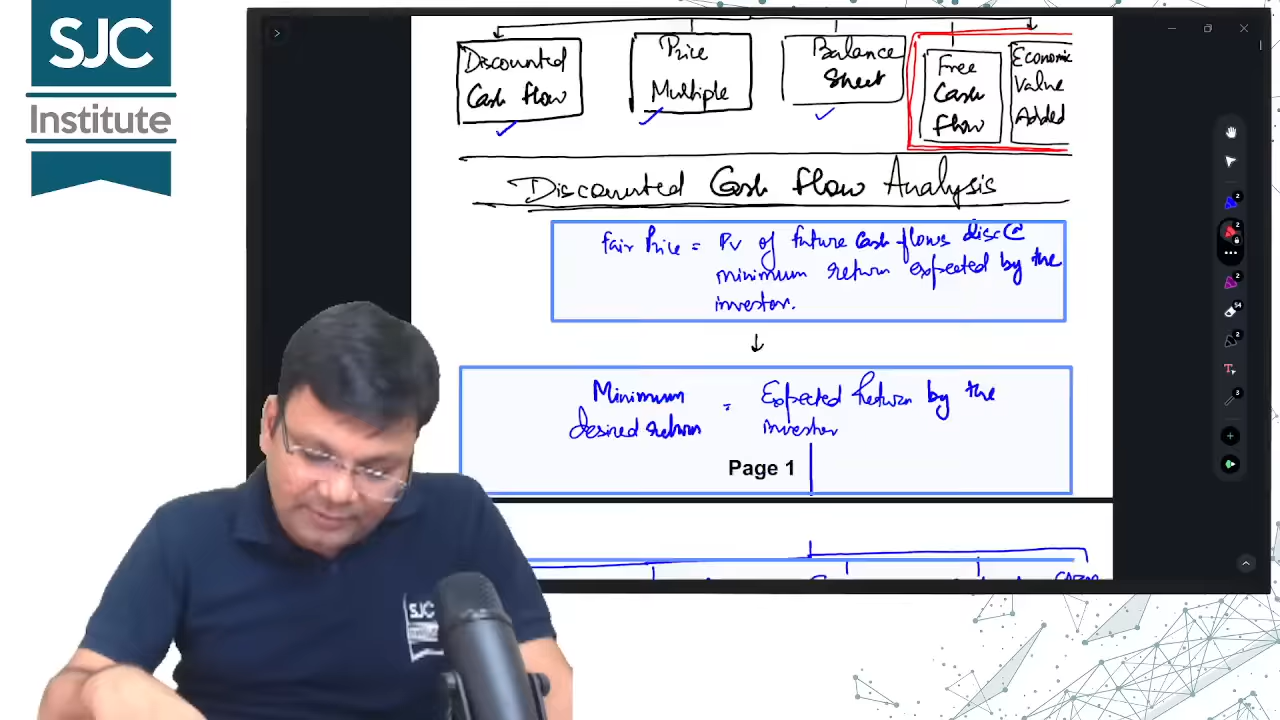 SJC
Institute
Discounted
Cash flow
Price
Multiple
Balance
Sheet
Free
Cash
flow
Economic
Value
Added
Discounted Cash flow Analysis
Fair Price = PV of future cash flows disc@
minimum return expected by the
investor.
Minimum
desired return
= Expected Return by the
investor
Page 1
SJC